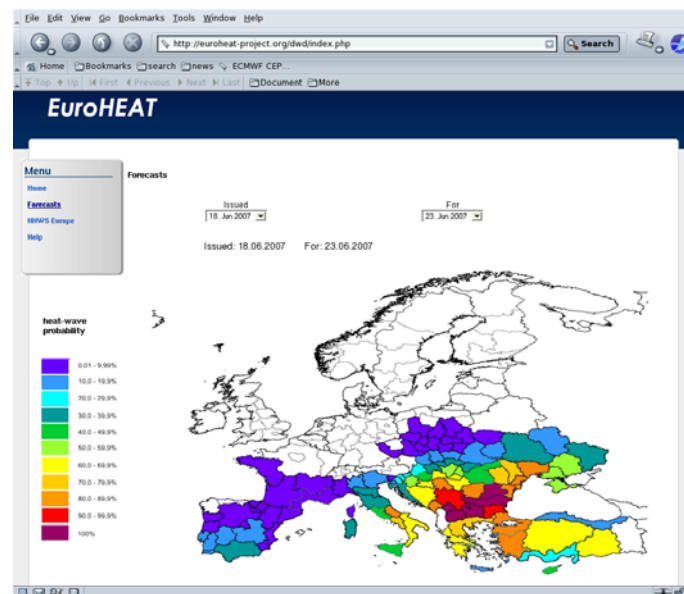 File Edit View Go Bookmarks Tools Window Help
http://euroheat-project.org/dwd/index.php
Search
Home Bookmarks search news ECMWF CEP...
Top Up First Previous Next Last Document More
EuroHEAT
Menu
Home
Forecasts
HHWS Europe
Help
Forecasts
Issued For
18. Jun 2007 23. Jun 2007
Issued: 18.06.2007 For: 23.06.2007
heat-wave
probability
0,01 - 9,99%
10,0 - 19,9%
20,0 - 29,9%
30,0 - 39,9%
40,0 - 49,9%
50,0 - 59,9%
60,0 - 69,9%
70,0 - 79,9%
80,0 - 89,9%
90,0 - 99,9%
100%